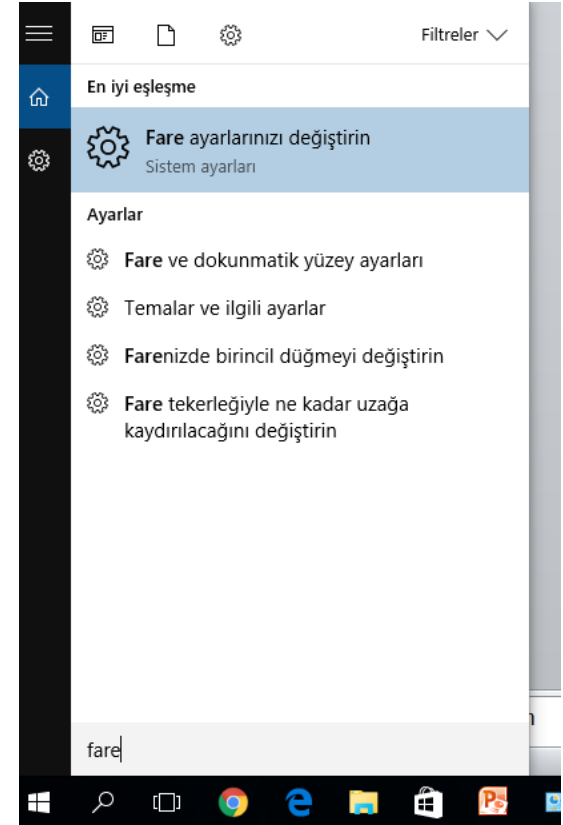 Filtreler
En iyi eşleşme
Fare ayarlarınızı değiştirin
Sistem ayarları
Ayarlar
Fare ve dokunmatik yüzey ayarları
Temalar ve ilgili ayarlar
Farenizde birincil düğmeyi değiştirin
Fare tekerleğiyle ne kadar uzağa
kaydırılacağını değiştirin
fare